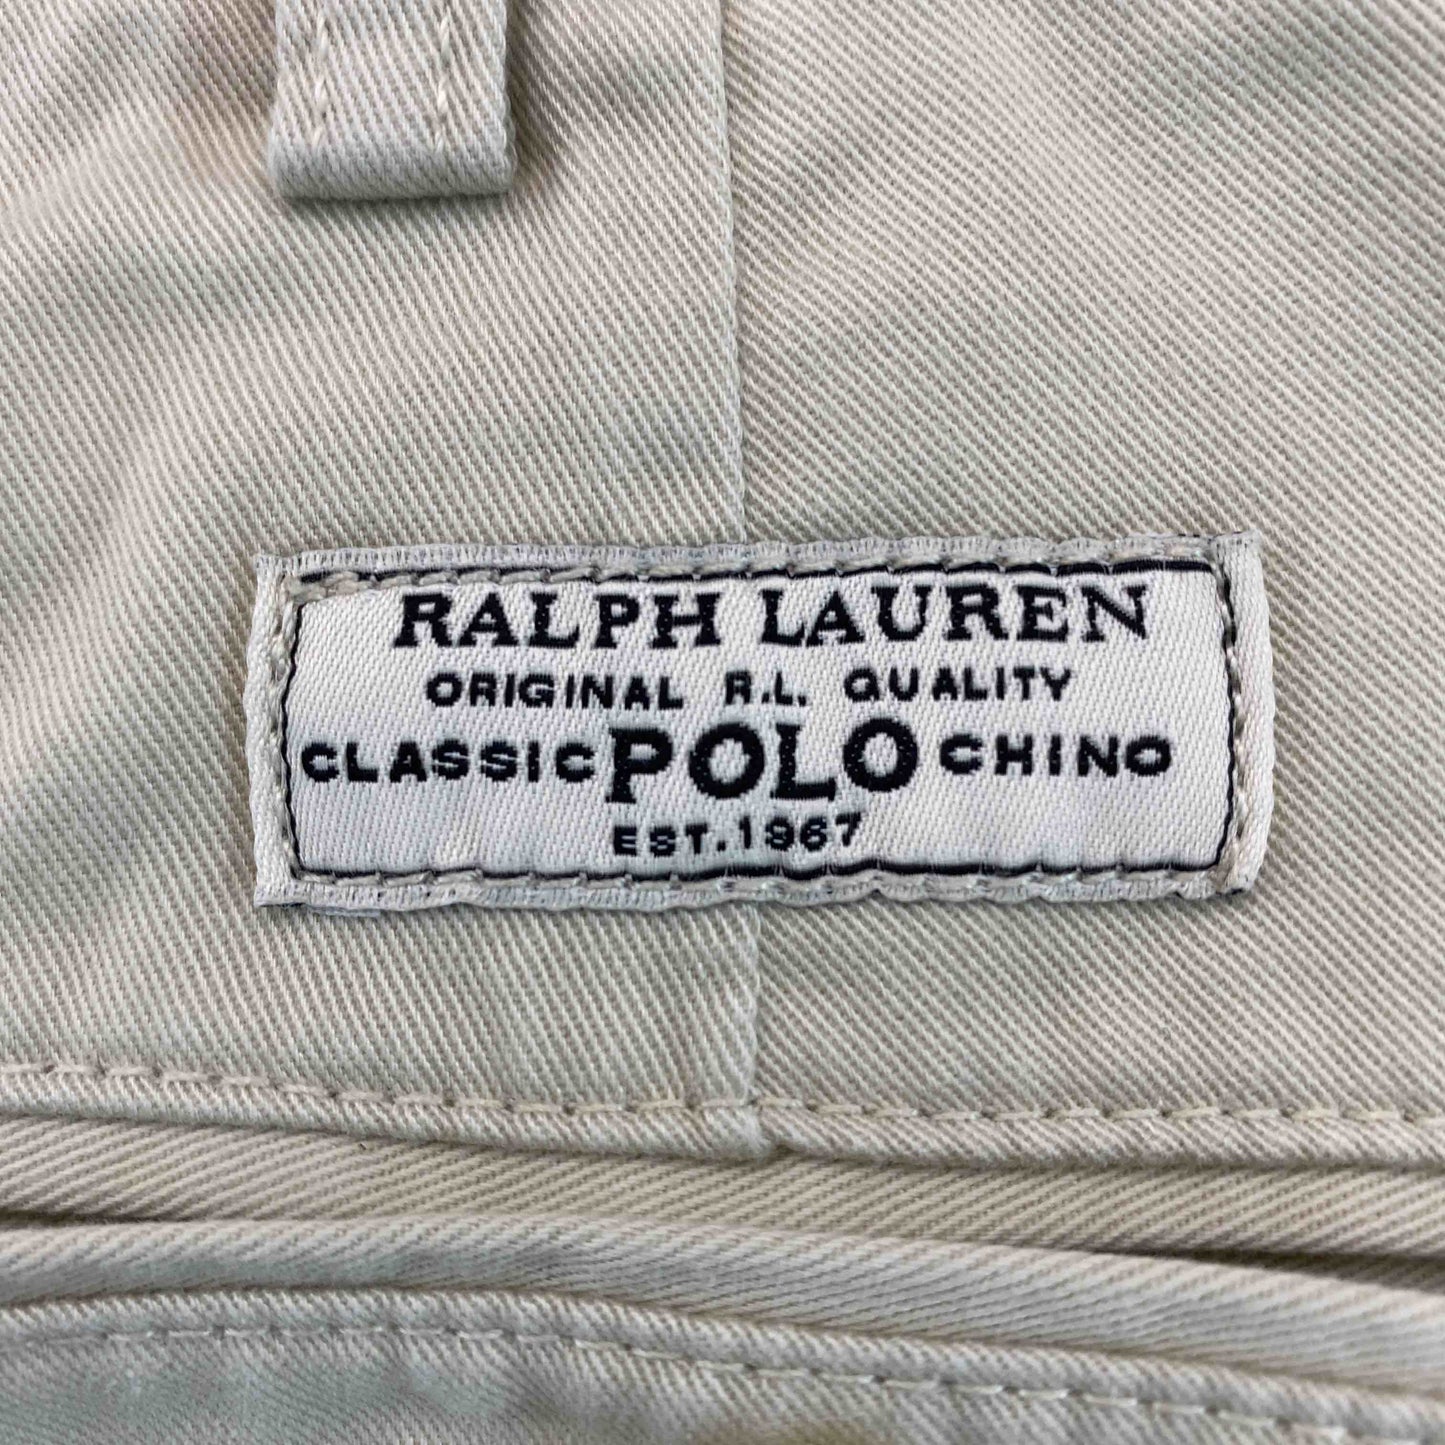 RALPH LAUREN
ORIGINAL R.L. QUALITY
CLASSIC POLO CHINO
EST.1967